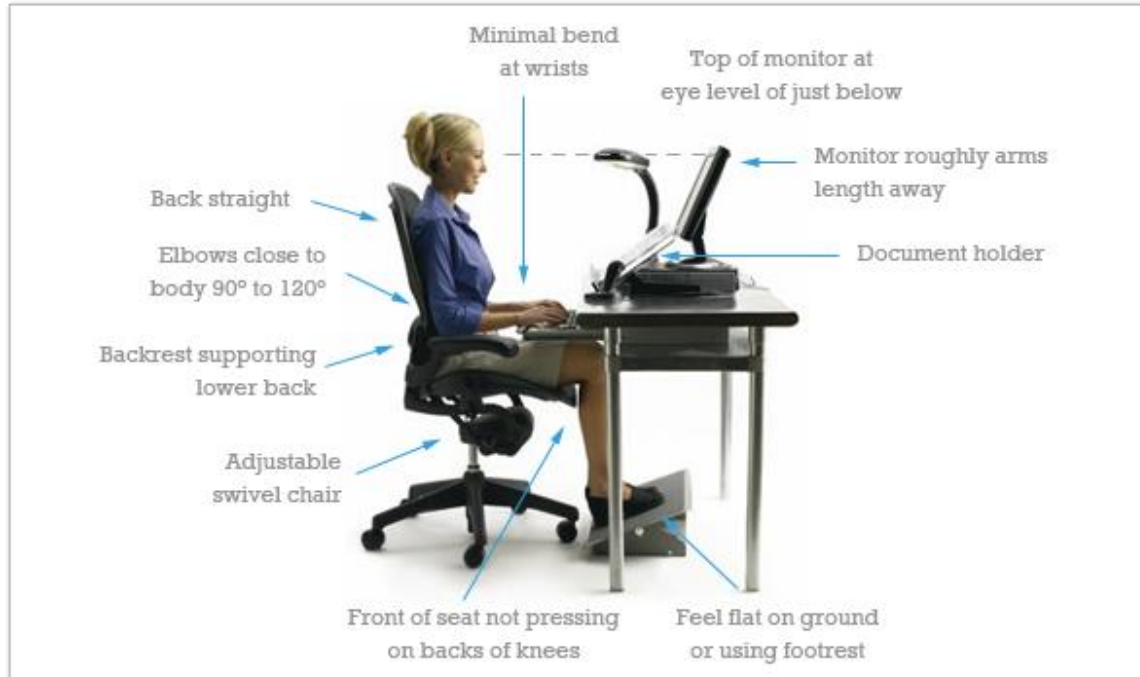 Minimal bend
at wrists
Top of monitor at
eye level of just below
Monitor roughly arms
length away
Back straight
Document holder
Elbows close to
body 90° to 120°
Backrest supporting
lower back
Adjustable
swivel chair
Front of seat not pressing
on backs of knees
Feel flat on ground
or using footrest